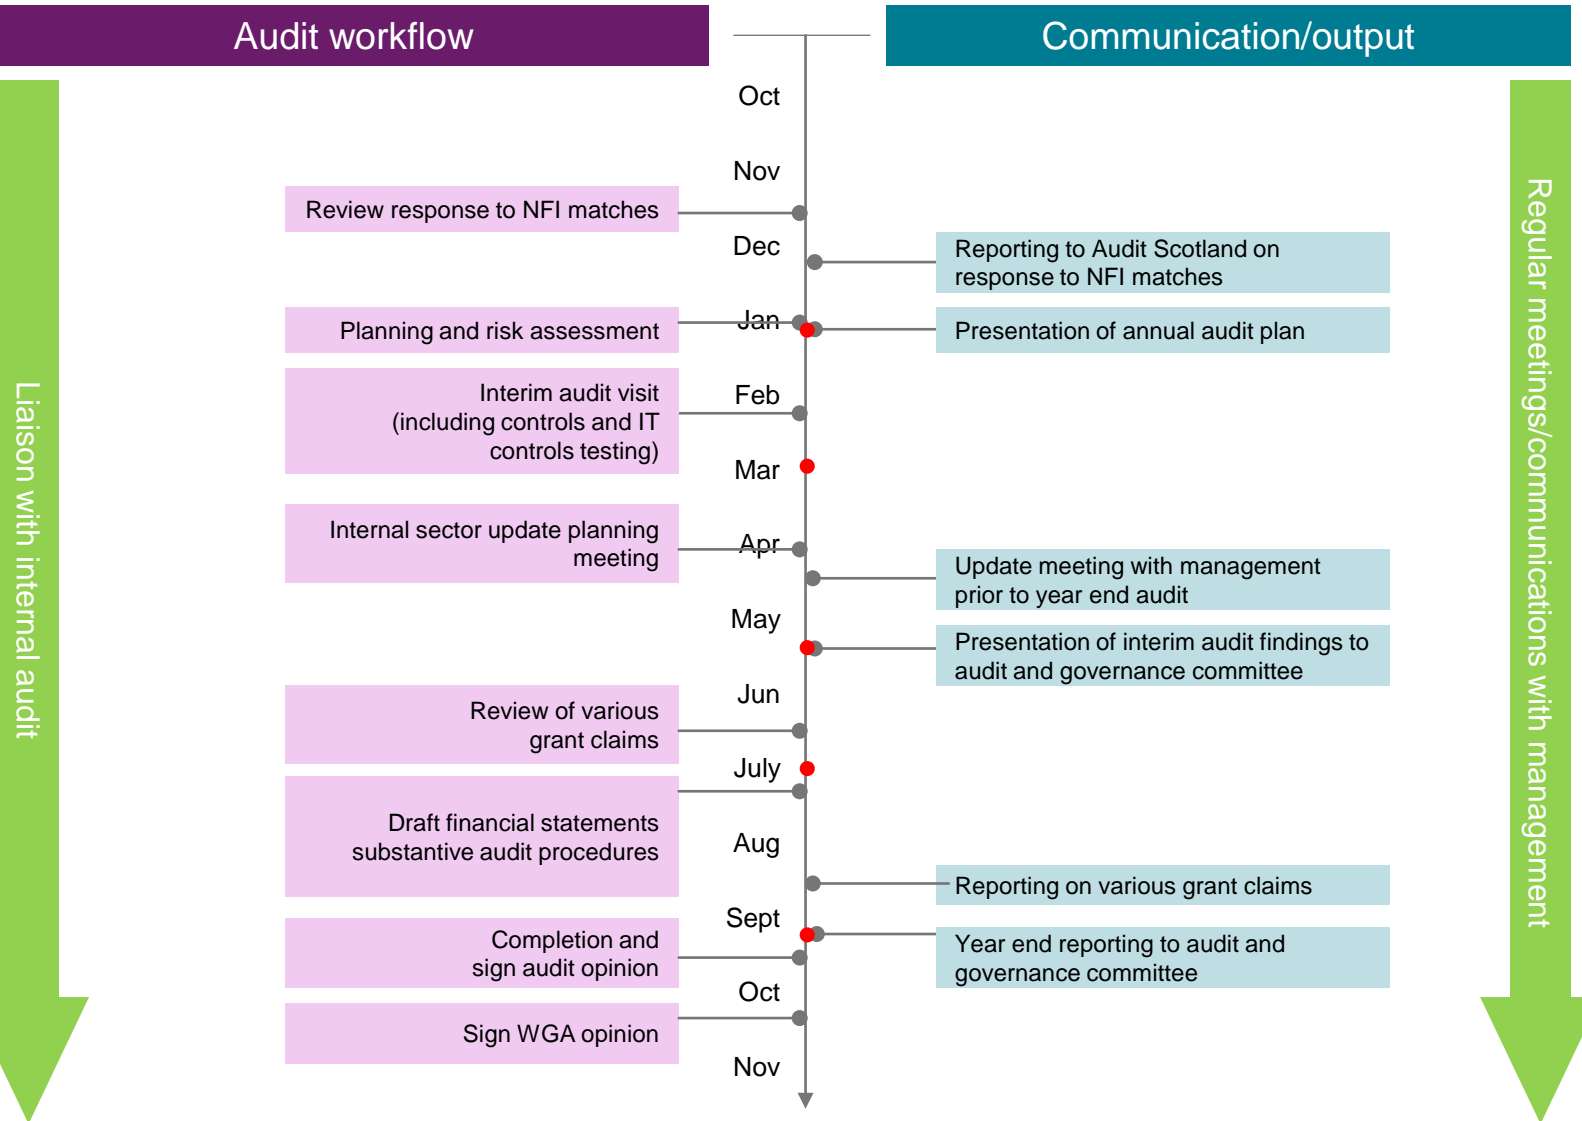 Audit workflow
Communication/output
Liaison with internal audit
Review response to NFI matches
Planning and risk assessment
Interim audit visit
(including controls and IT
controls testing)
Internal sector update planning
meeting
Review of various
grant claims
Draft financial statements
substantive audit procedures
Completion and
sign audit opinion
Sign WGA opinion
Oct
Nov
Dec
Jan
Feb
Mar
Apr
May
Jun
July
Aug
Sept
Oct
Nov
Reporting to Audit Scotland on
response to NFI matches
Presentation of annual audit plan
Update meeting with management
prior to year end audit
Presentation of interim audit findings to
audit and governance committee
Reporting on various grant claims
Year end reporting to audit and
governance committee
Regular meetings/communications with management